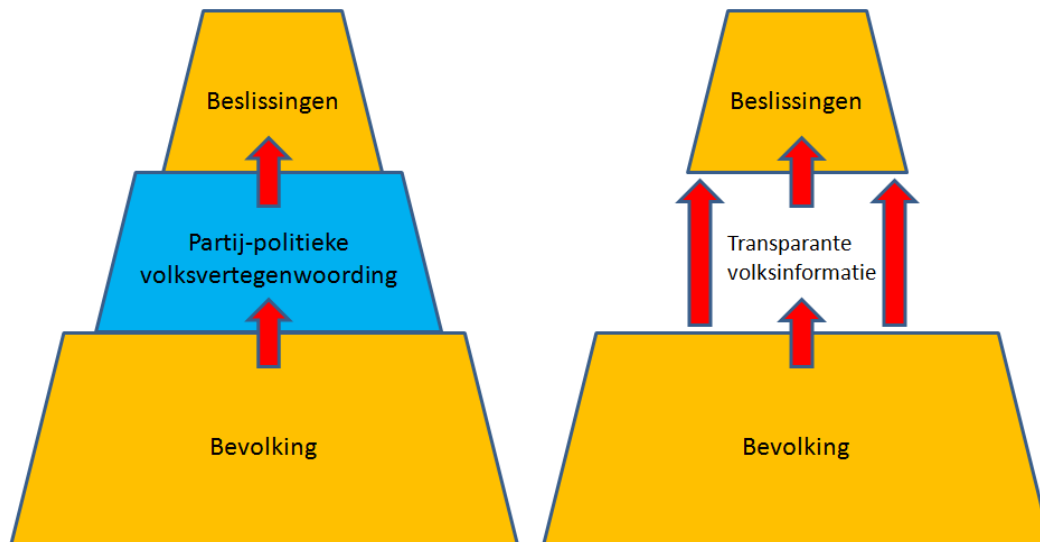 Beslissingen
Partij-politieke
volksvertegenwoording
Bevolking
Beslissingen
Transparante
volksinformatie
Bevolking